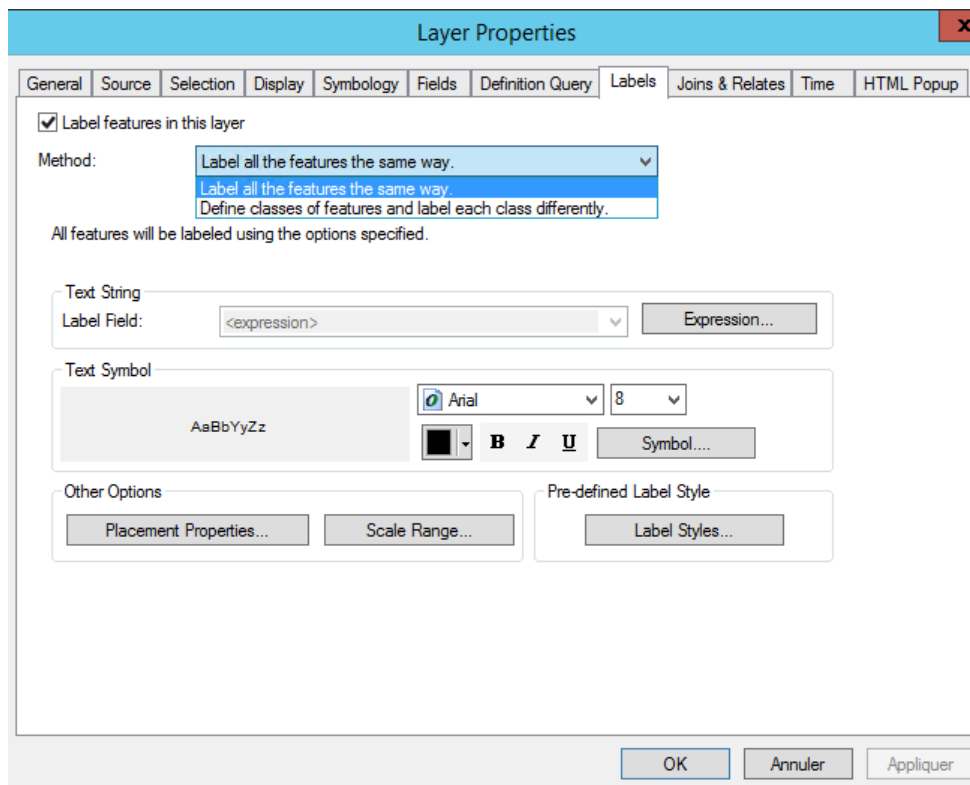 Layer Properties
x
General Source Selection Display Symbology Fields Definition Query Labels Joins & Relates Time HTML Popup
Label features in this layer
Method: Label all the features the same way.
Label all the features the same way.
Define classes of features and label each class differently.
All features will be labeled using the options specified.
Text String
Label Field: <expression> Expression...
Text Symbol
AaBbYyZz
Arial 8
B I U Symbol....
Other Options
Placement Properties... Scale Range...
Pre-defined Label Style
Label Styles...
OK Annuler Appliquer